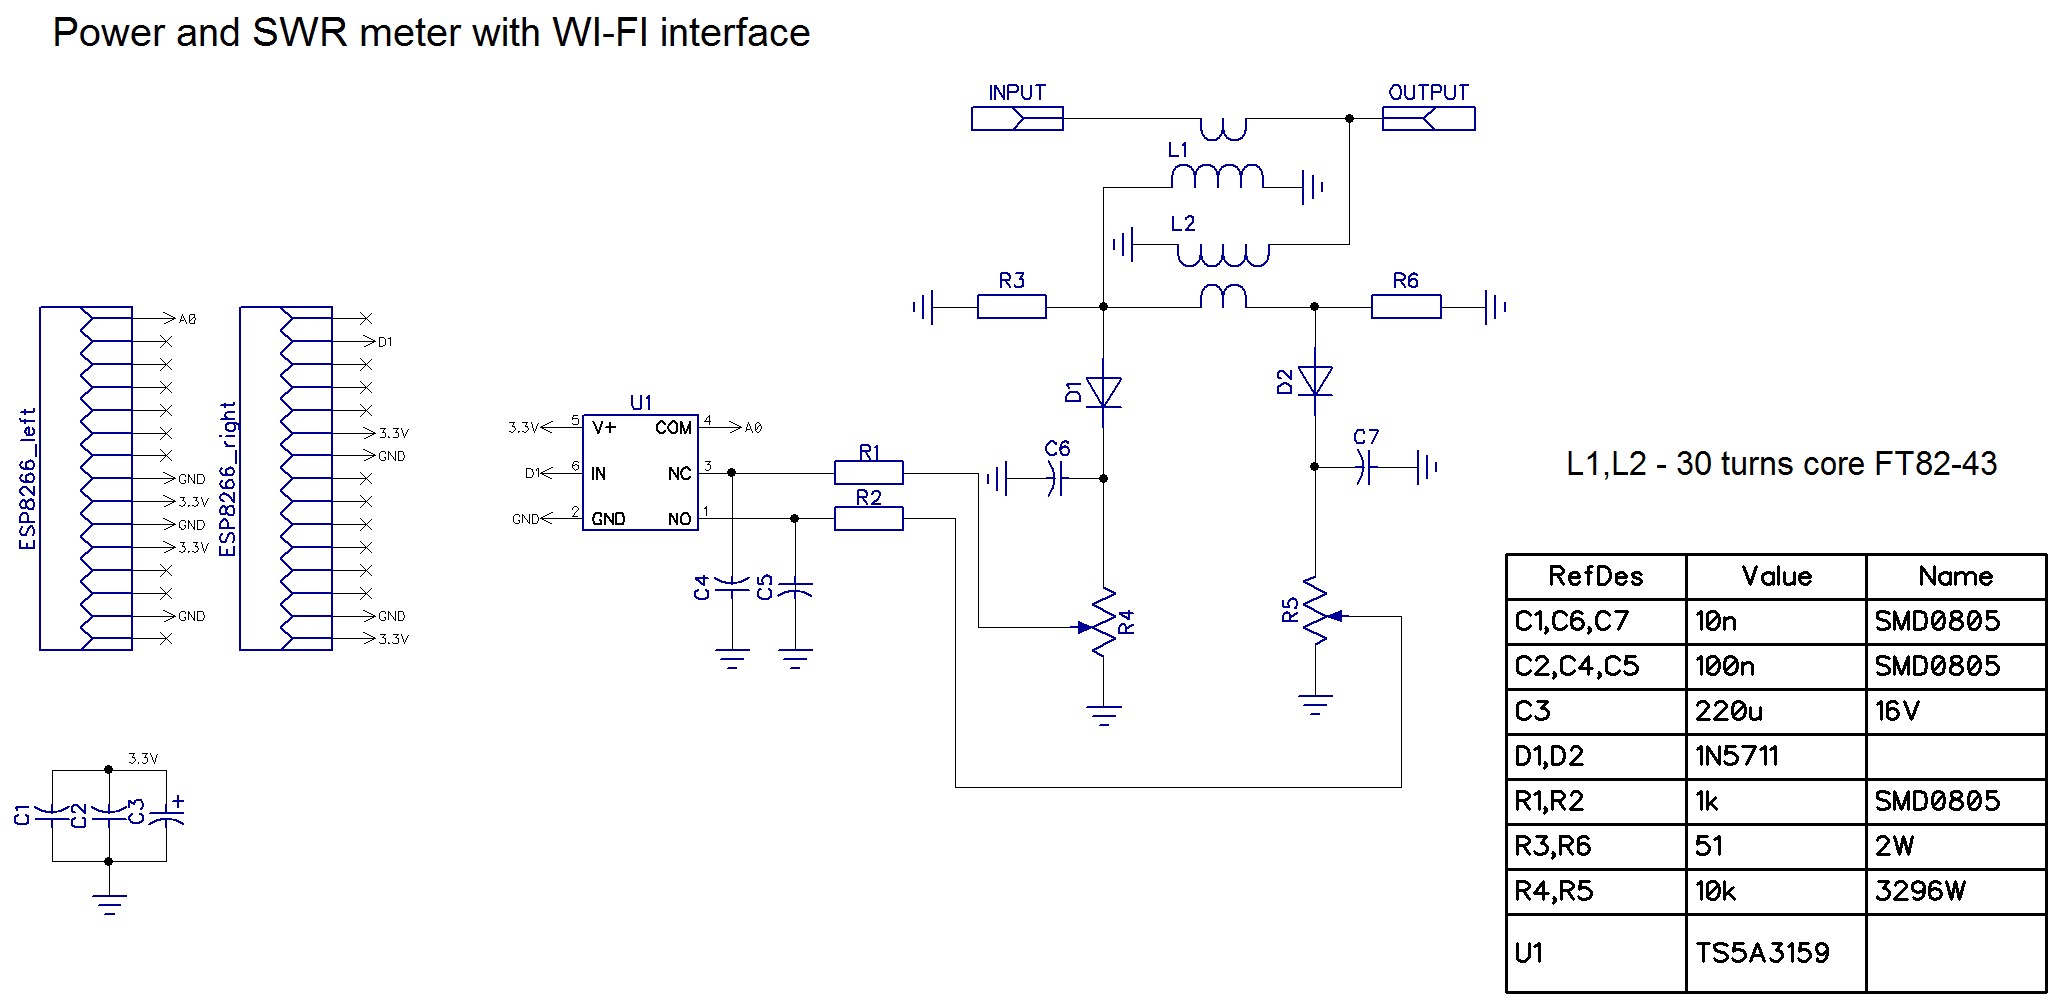 Power and SWR meter with WI-FI interface
INPUT
OUTPUT
L1
L2
R3
R6
ESP8266_left
A0
GND
3.3V
GND
3.3V
GND
ESP8266_right
D1
3.3V
GND
GND
3.3V
U1
3.3V
5
V+
COM
4
A0
D1
6
IN
NC
3
GND
2
GND
NO
1
R1
R2
C4
C5
D1
D2
C6
C7
R4
R5
L1,L2 - 30 turns core FT82-43
3.3V
C1
C2
C3
+
RefDes Value Name
C1,C6,C7 10n SMD0805
C2,C4,C5 100n SMD0805
C3 220u 16V
D1,D2 1N5711
R1,R2 1k SMD0805
R3,R6 51 2W
R4,R5 10k 3296W
U1 TS5A3159